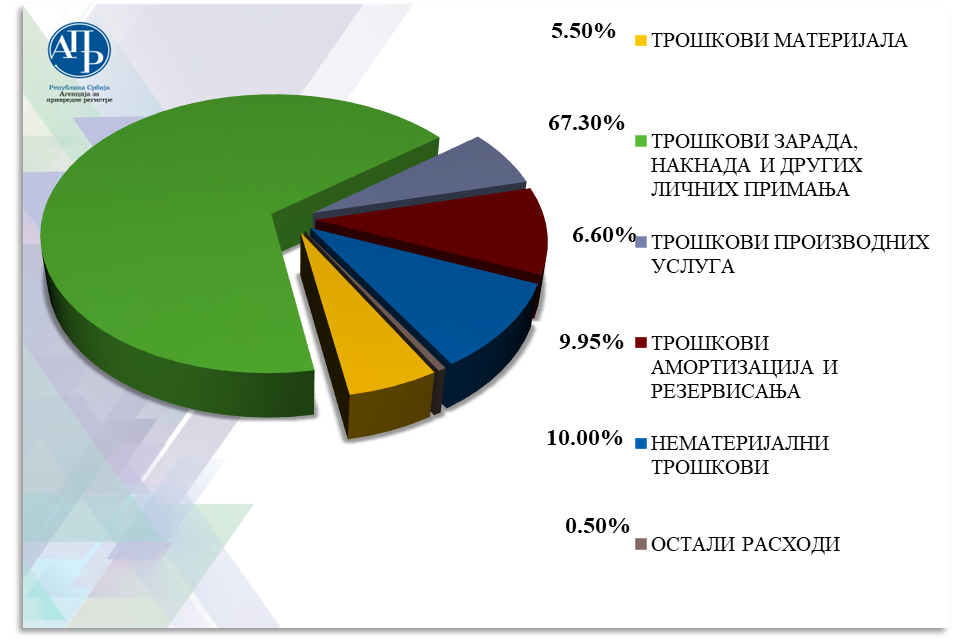 АПР
Република Србија
Агенција за
привредне регистре
5.50%
ТРОШКОВИ МАТЕРИЈАЛА
67.30%
ТРОШКОВИ ЗАРАДА,
НАКНАДА И ДРУГИХ
ЛИЧНИХ ПРИМАЊА
6.60%
ТРОШКОВИ ПРОИЗВОДНИХ
УСЛУГА
9.95%
ТРОШКОВИ
АМОРТИЗАЦИЈА И
РЕЗЕРВИСАЊА
10.00%
НЕМАТЕРИЈАЛНИ
ТРОШКОВИ
0.50%
ОСТАЛИ РАСХОДИ